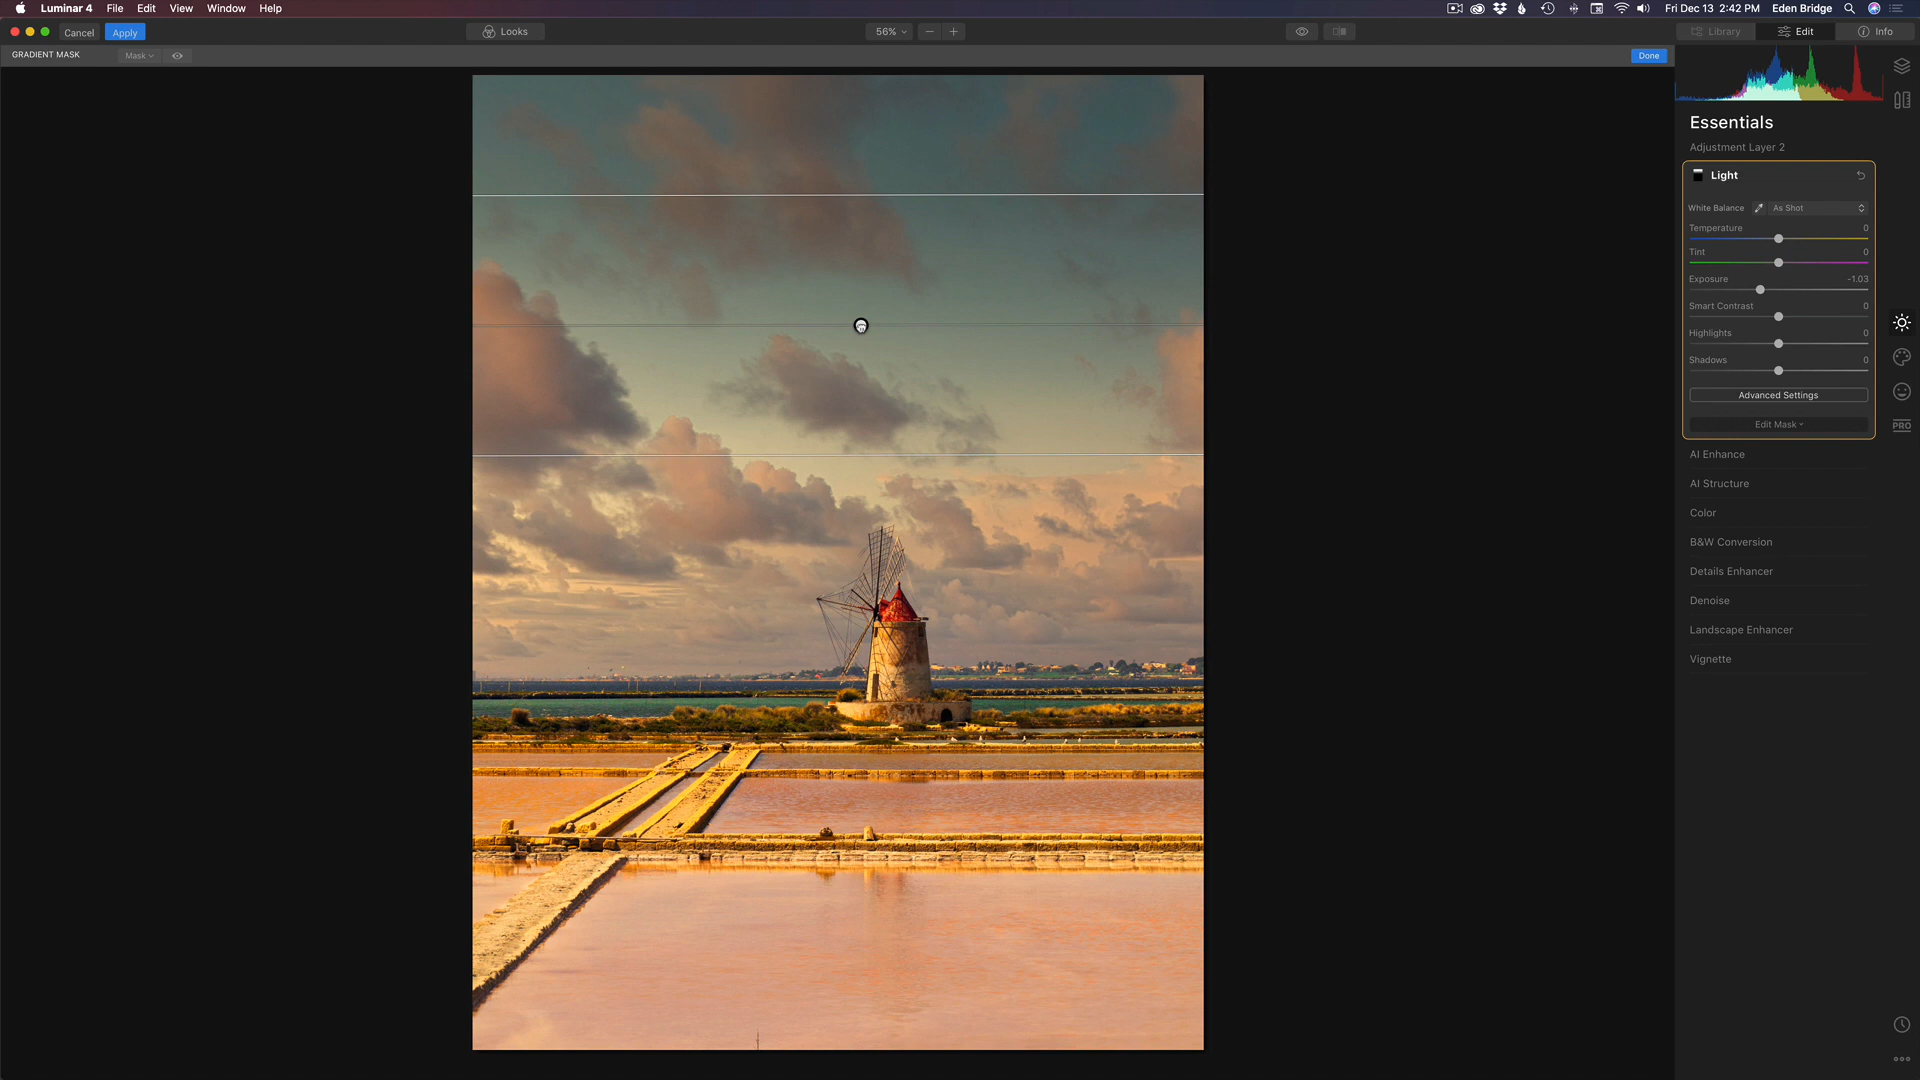 Luminar 4 File Edit View Window Help Fri Dec 13 2:42 PM Eden Bridge
Cancel Apply Looks 56% Library Edit Info
GRADIENT MASK Mask Done
Essentials
Adjustment Layer 2
Light
White Balance As Shot
Temperature 0
Tint 0
Exposure -1.03
Smart Contrast 0
Highlights 0
Shadows 0
Advanced Settings
Edit Mask
PRO
AI Enhance
AI Structure
Color
B&W Conversion
Details Enhancer
Denoise
Landscape Enhancer
Vignette